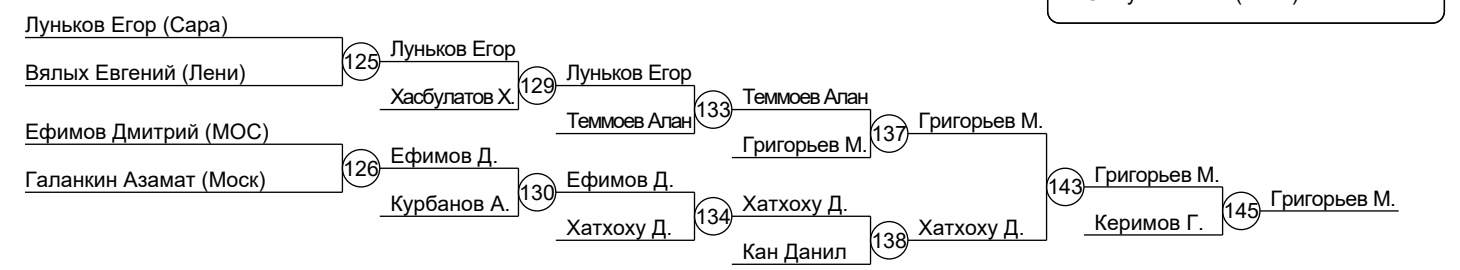 Луньков Егор (Сара)
Вялых Евгений (Лени)
125
Луньков Егор
Хасбулатов Х.
129
Луньков Егор
Теммоев Алан
133
Теммоев Алан
Григорьев М.
137
Григорьев М.
Ефимов Дмитрий (МОС)
Галанкин Азамат (Моск)
126
Ефимов Д.
Курбанов А.
130
Ефимов Д.
Хатхоху Д.
134
Хатхоху Д.
Кан Данил
138
Хатхоху Д.
143
Григорьев М.
Керимов Г.
145
Григорьев М.